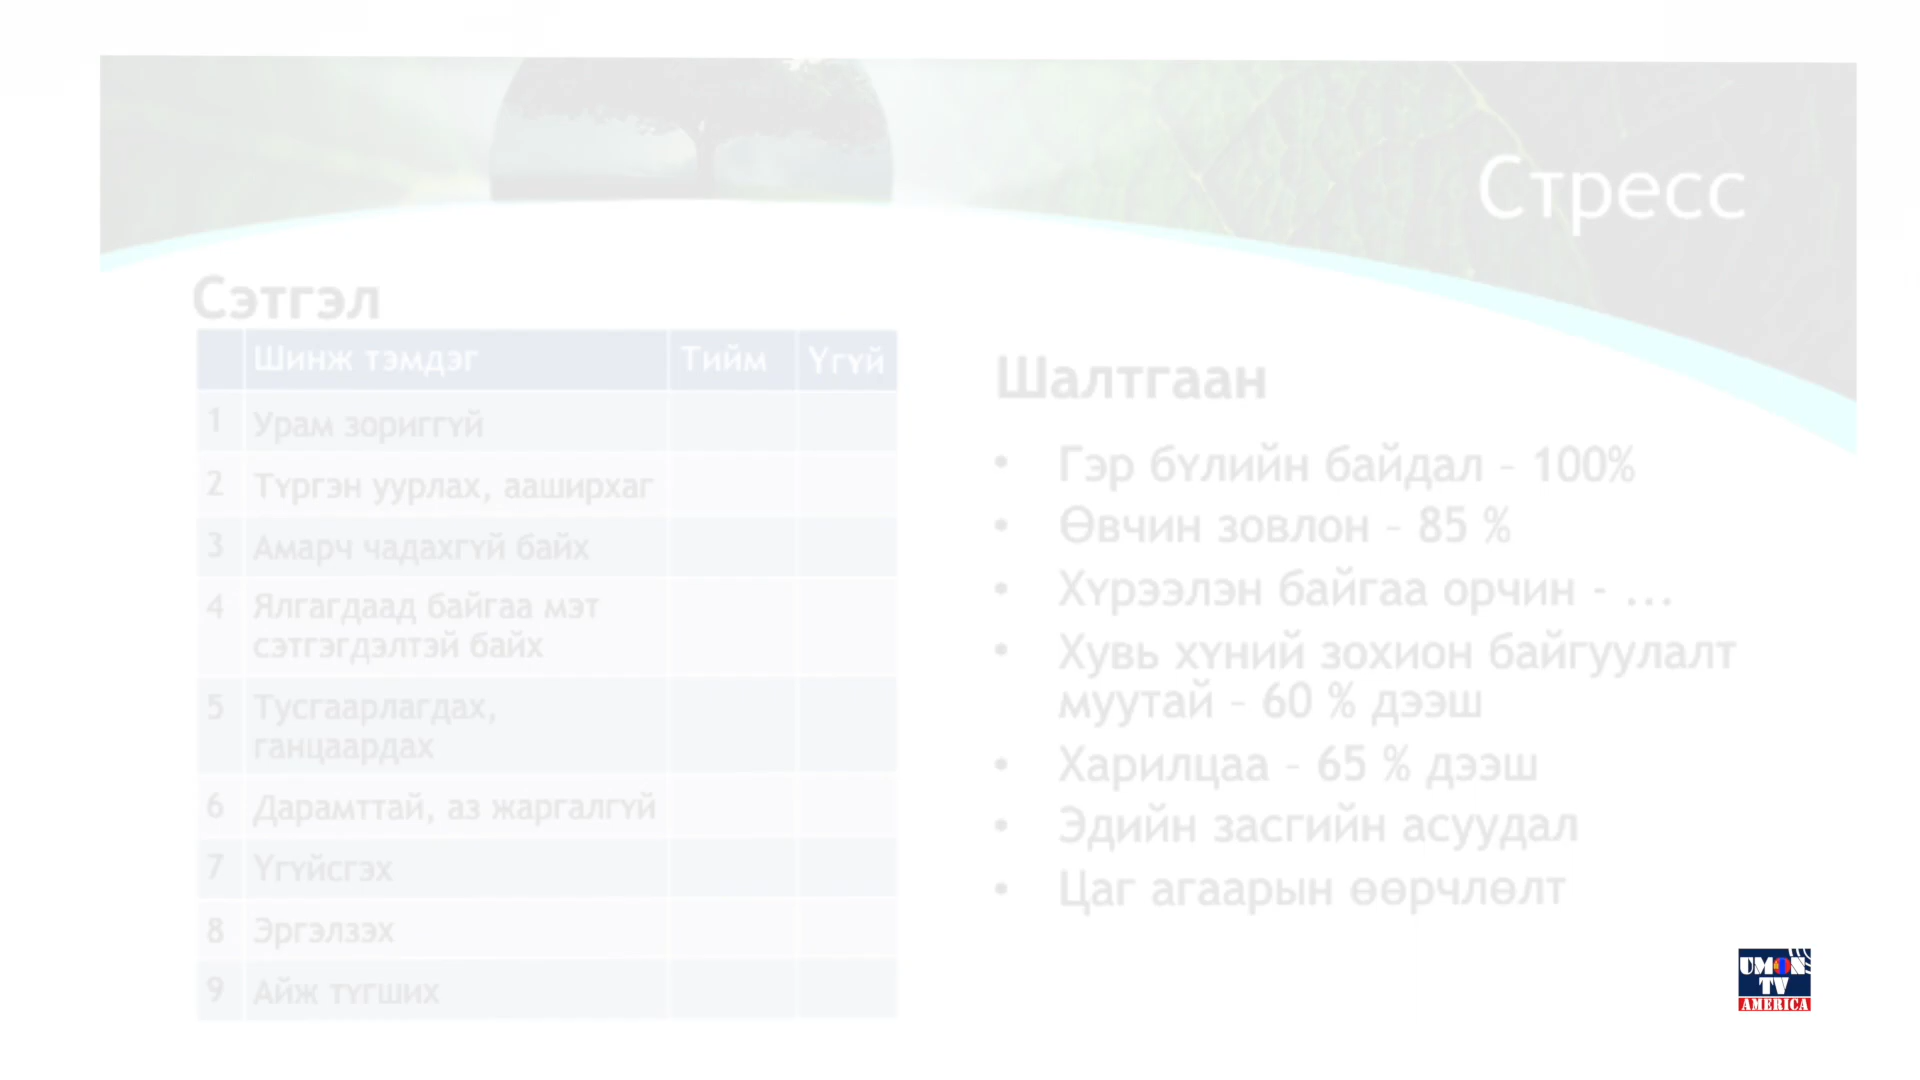 Стресс
Сэтгэл
Шинж тэмдэг Тийм Үгүй
1 Урам зориггүй
2 Түргэн уурлах, ааширхаг
3 Амарч чадахгүй байх
4 Ялгагдаад байгаа мэт
сэтгэгдэлтэй байх
5 Тусгаарлагдах,
ганцаардах
6 Дарамттай, аз жаргалгүй
7 Үгүйсгэх
8 Эргэлзэх
9 Айж түгших
Шалтгаан
• Гэр бүлийн байдал – 100%
• Өвчин зовлон – 85 %
• Хүрээлэн байгаа орчин - ...
• Хувь хүний зохион байгуулалт
муутай – 60 % дээш
• Харилцаа – 65 % дээш
• Эдийн засгийн асуудал
• Цаг агаарын өөрчлөлт
UMON
TV
AMERICA